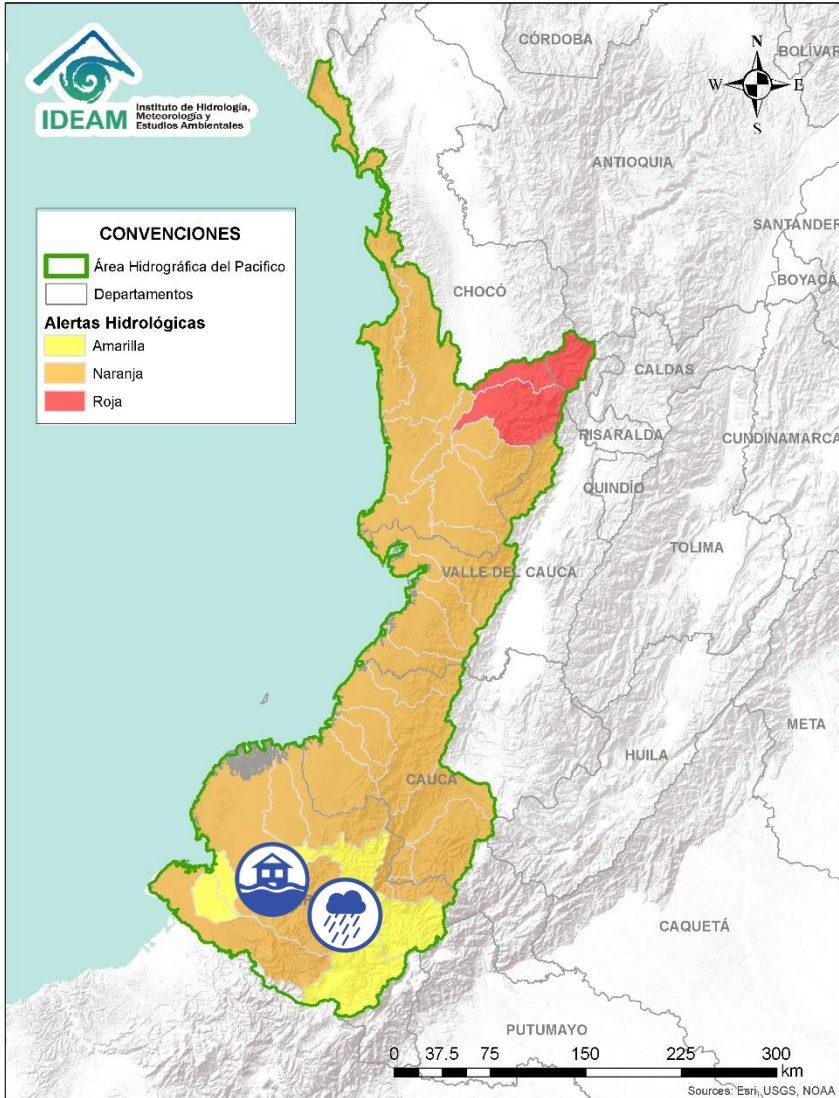 IDEAM
Instituto de Hidrología,
Meteorología y
Estudios Ambientales
N
W E
S
CÓRDOBA
BOLÍVAR
ANTIOQUIA
SANTANDER
BOYACÁ
CONVENCIONES
Área Hidrográfica del Pacifico
Departamentos
Alertas Hidrológicas
Amarilla
Naranja
Roja
CHOCÓ
CALDAS
RISARALDA
CUNDINAMARCA
QUINDÍO
TOLIMA
VALLE DEL CAUCA
META
HUILA
CAUCA
CAQUETÁ
PUTUMAYO
0 37.5 75 150 225 300
km
Sources: Esri, USGS, NOAA